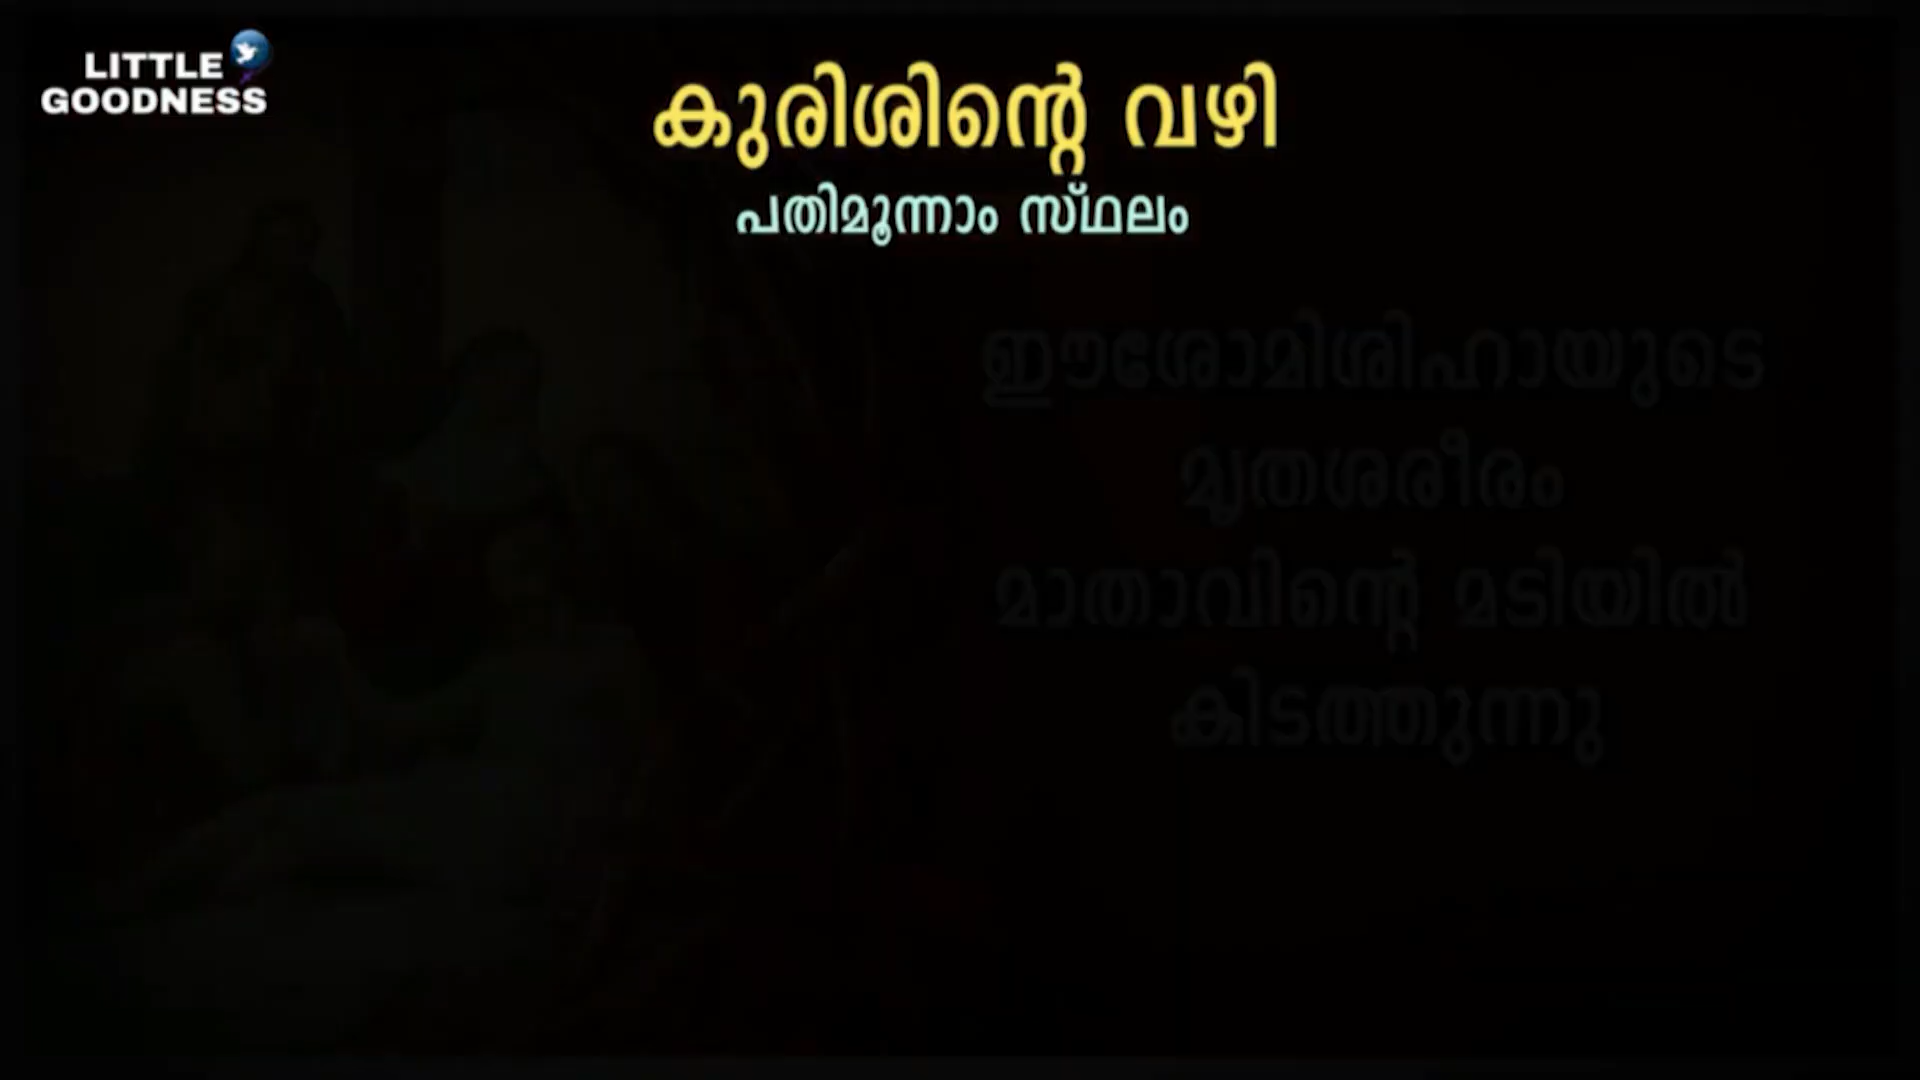 LITTLE
GOODNESS
കുരിശിന്റെ വഴി
പതിമൂന്നാം സ്ഥലം
ഈശോമിശിഹായുടെ
മൃതശരീരം
മാതാവിന്റെ മടിയിൽ
കിടത്തുന്നു